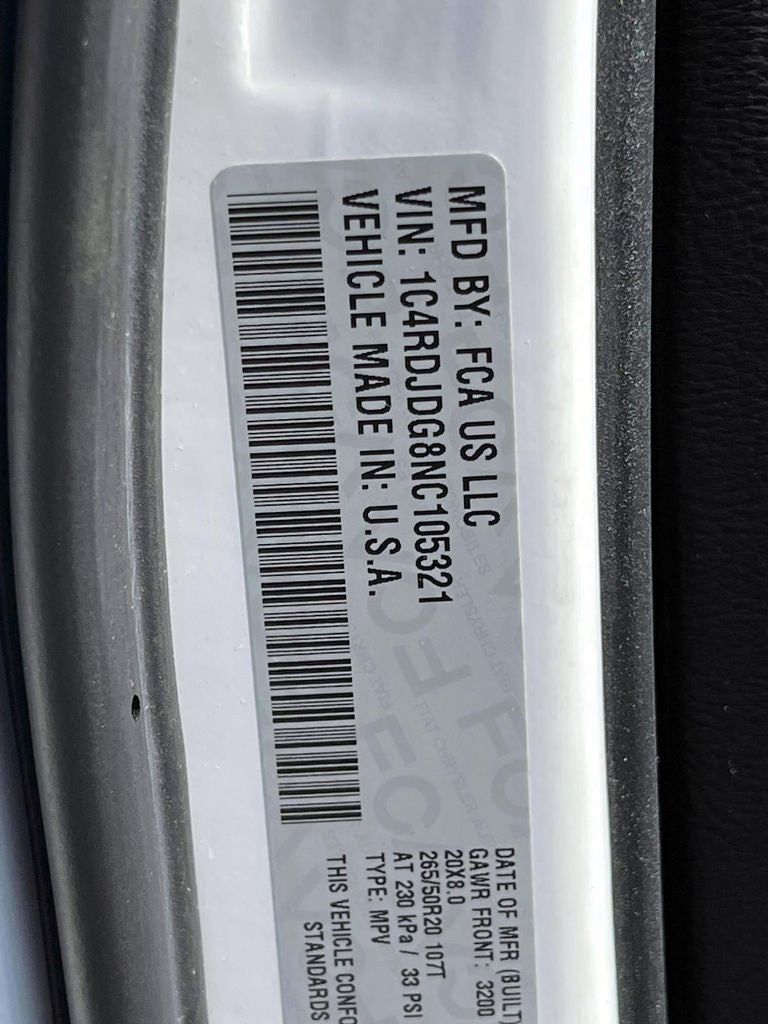 MFD BY: FCA US LLC
VIN: 1C4RDJDG8NC105321
VEHICLE MADE IN: U.S.A.
DATE OF MFR (BUILT)
GAWR FRONT: 3200
20X8.0
265/50R20 107T
AT 230 kPa / 33 PSI
TYPE: MPV
THIS VEHICLE CONFO
STANDARDS